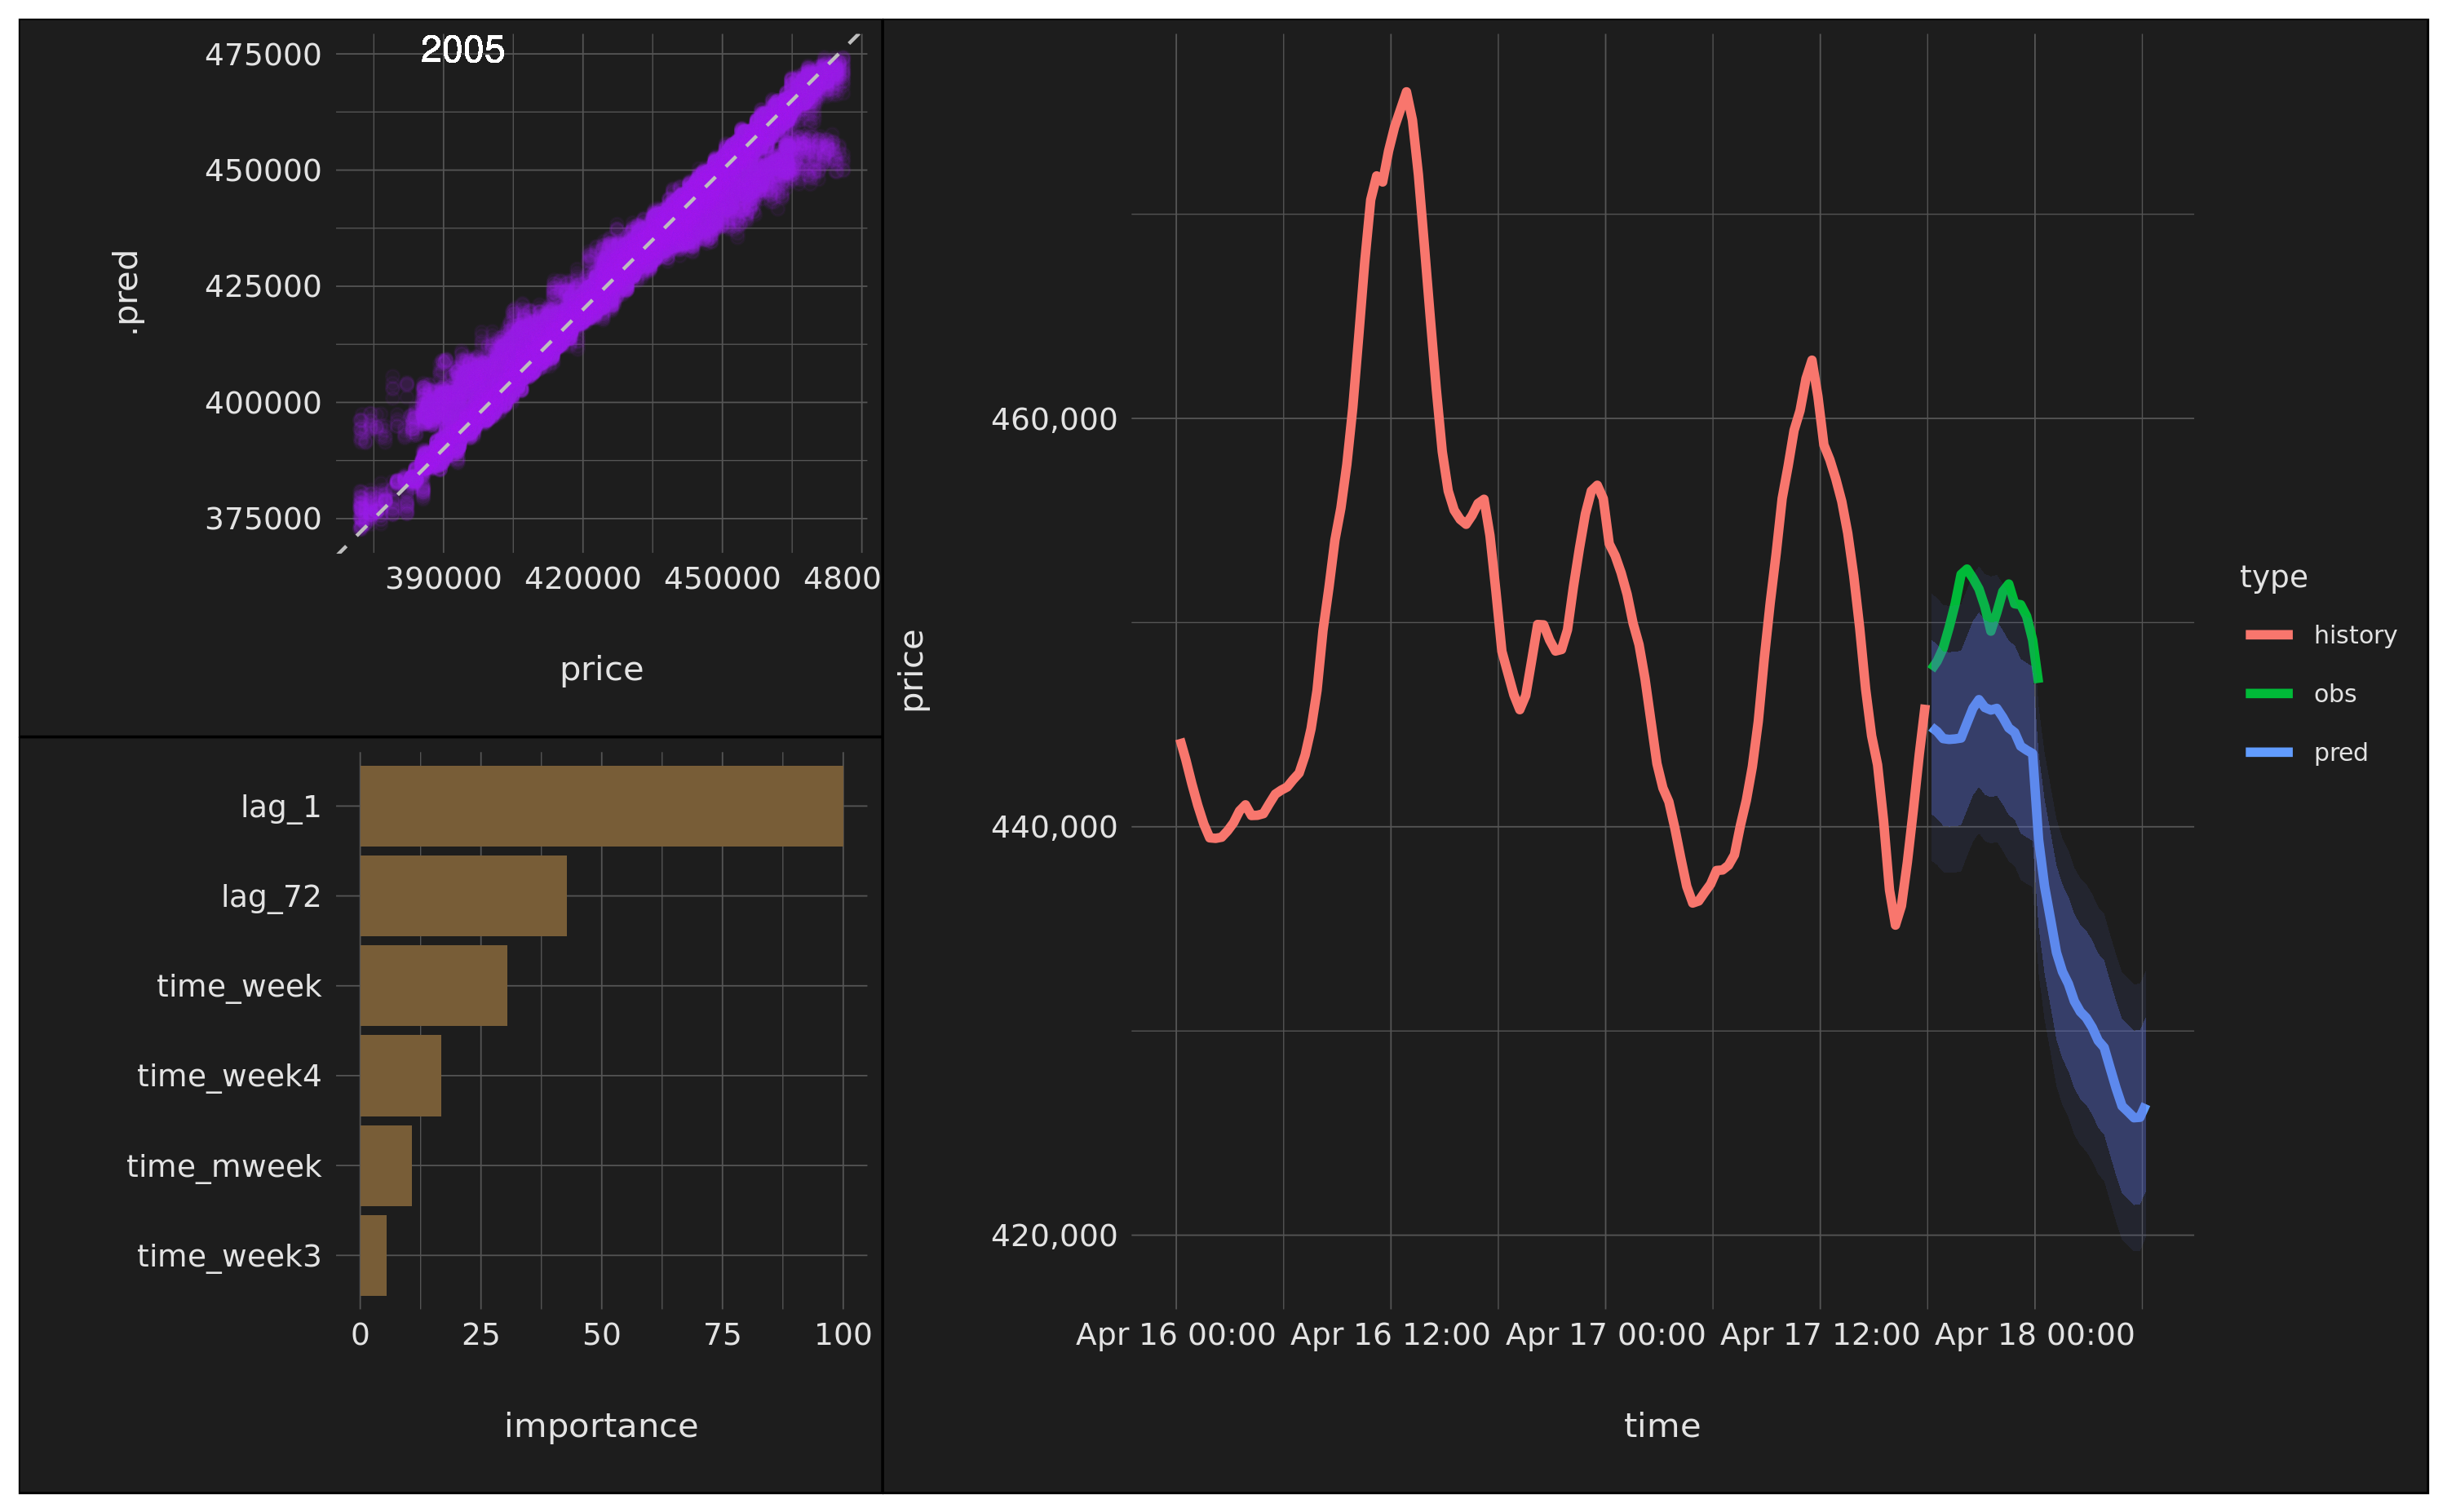 2005
475000
450000
425000
400000
375000
.pred
390000 420000 450000 4800
price
lag_1
lag_72
time_week
time_week4
time_mweek
time_week3
0 25 50 75 100
importance
460,000
440,000
420,000
price
Apr 16 00:00 Apr 16 12:00 Apr 17 00:00 Apr 17 12:00 Apr 18 00:00
time
type
history
obs
pred